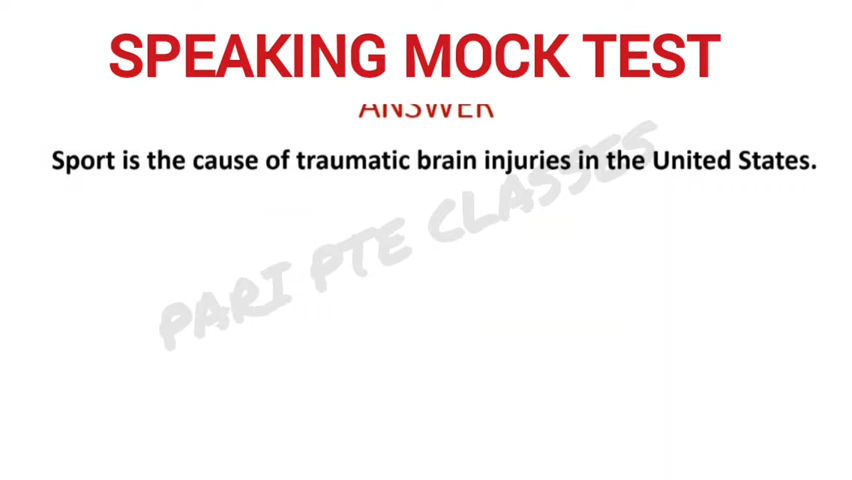 SPEAKING MOCK TEST
ANSWER
Sport is the cause of traumatic brain injuries in the United States.
PARI PTE CLASSES